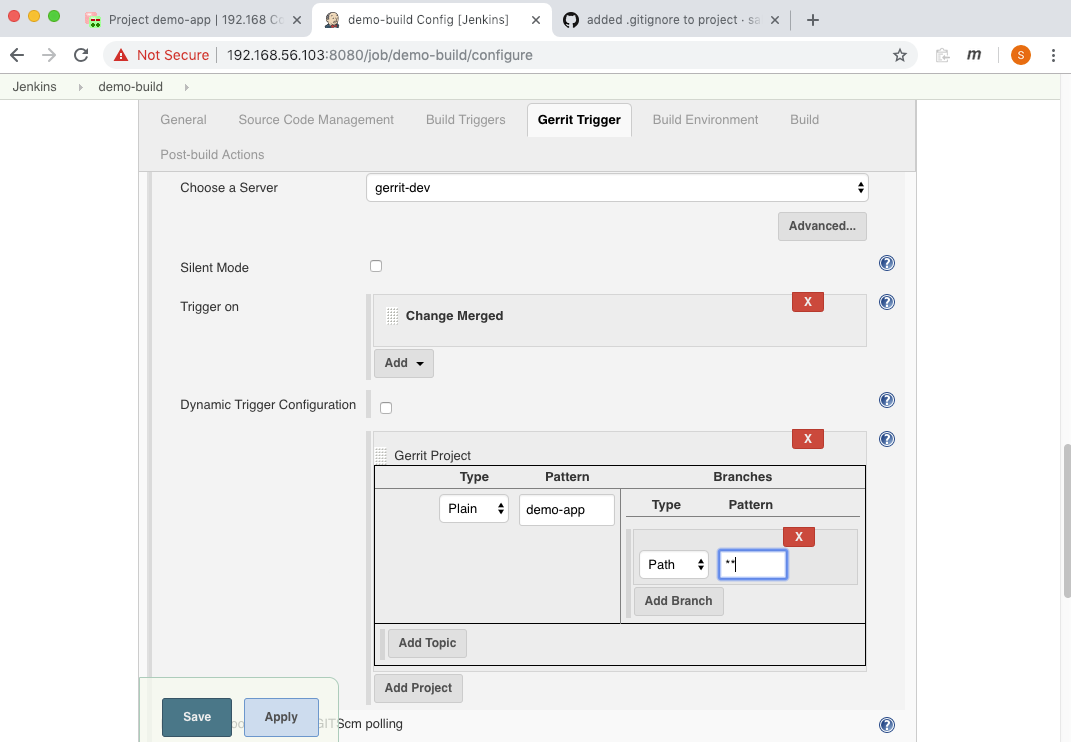 Project demo-app | 192.168 Co
demo-build Config [Jenkins]
added .gitignore to project · sa
Not Secure
192.168.56.103:8080/job/demo-build/configure
m
S
Jenkins
demo-build
General
Source Code Management
Build Triggers
Gerrit Trigger
Build Environment
Build
Post-build Actions
Choose a Server
gerrit-dev
Advanced...
Silent Mode
?
Trigger on
Change Merged
X
?
Add
Dynamic Trigger Configuration
?
X
?
Gerrit Project
Type
Pattern
Branches
Plain
demo-app
Type
Pattern
X
Path
**
Add Branch
Add Topic
Add Project
Save
Apply
GITScm polling
?